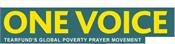 ONE VOICE
TEARFUND'S GLOBAL POVERTY PRAYER MOVEMENT